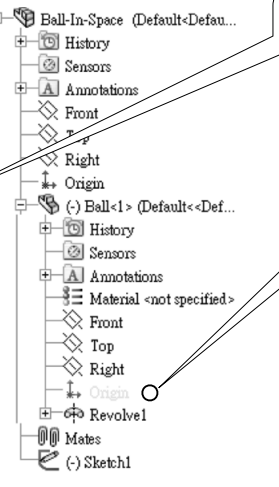 Ball-In-Space (Default<Defau...
History
Sensors
Annotations
Front
Top
Right
Origin
(-) Ball<1> (Default<<Def...
History
Sensors
Annotations
Material <not specified>
Front
Top
Right
Origin
Revolve1
Mates
(-) Sketch1